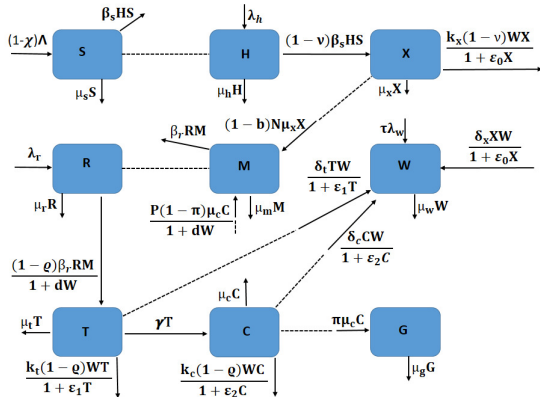 β_sHS λ_h
(1-χ)Λ S H (1 − ν)β_sHS X k_x(1 − ν)WX
1 + ε_0X
μ_sS μ_hH μ_xX
β_rRM (1 − b)Nμ_xX τλ_w
λ_r R M δ_tTW W δ_xXW
1 + ε_1T 1 + ε_0X
μ_rR P(1 − π)μ_cC μ_mM μ_wW
1 + dW
(1 − ϱ)β_rRM δ_cCW
1 + dW 1 + ε_2C
μ_cC
μ_tT T γT C πμ_cC G
k_t(1 − ϱ)WT k_c(1 − ϱ)WC μ_gG
1 + ε_1T 1 + ε_2C